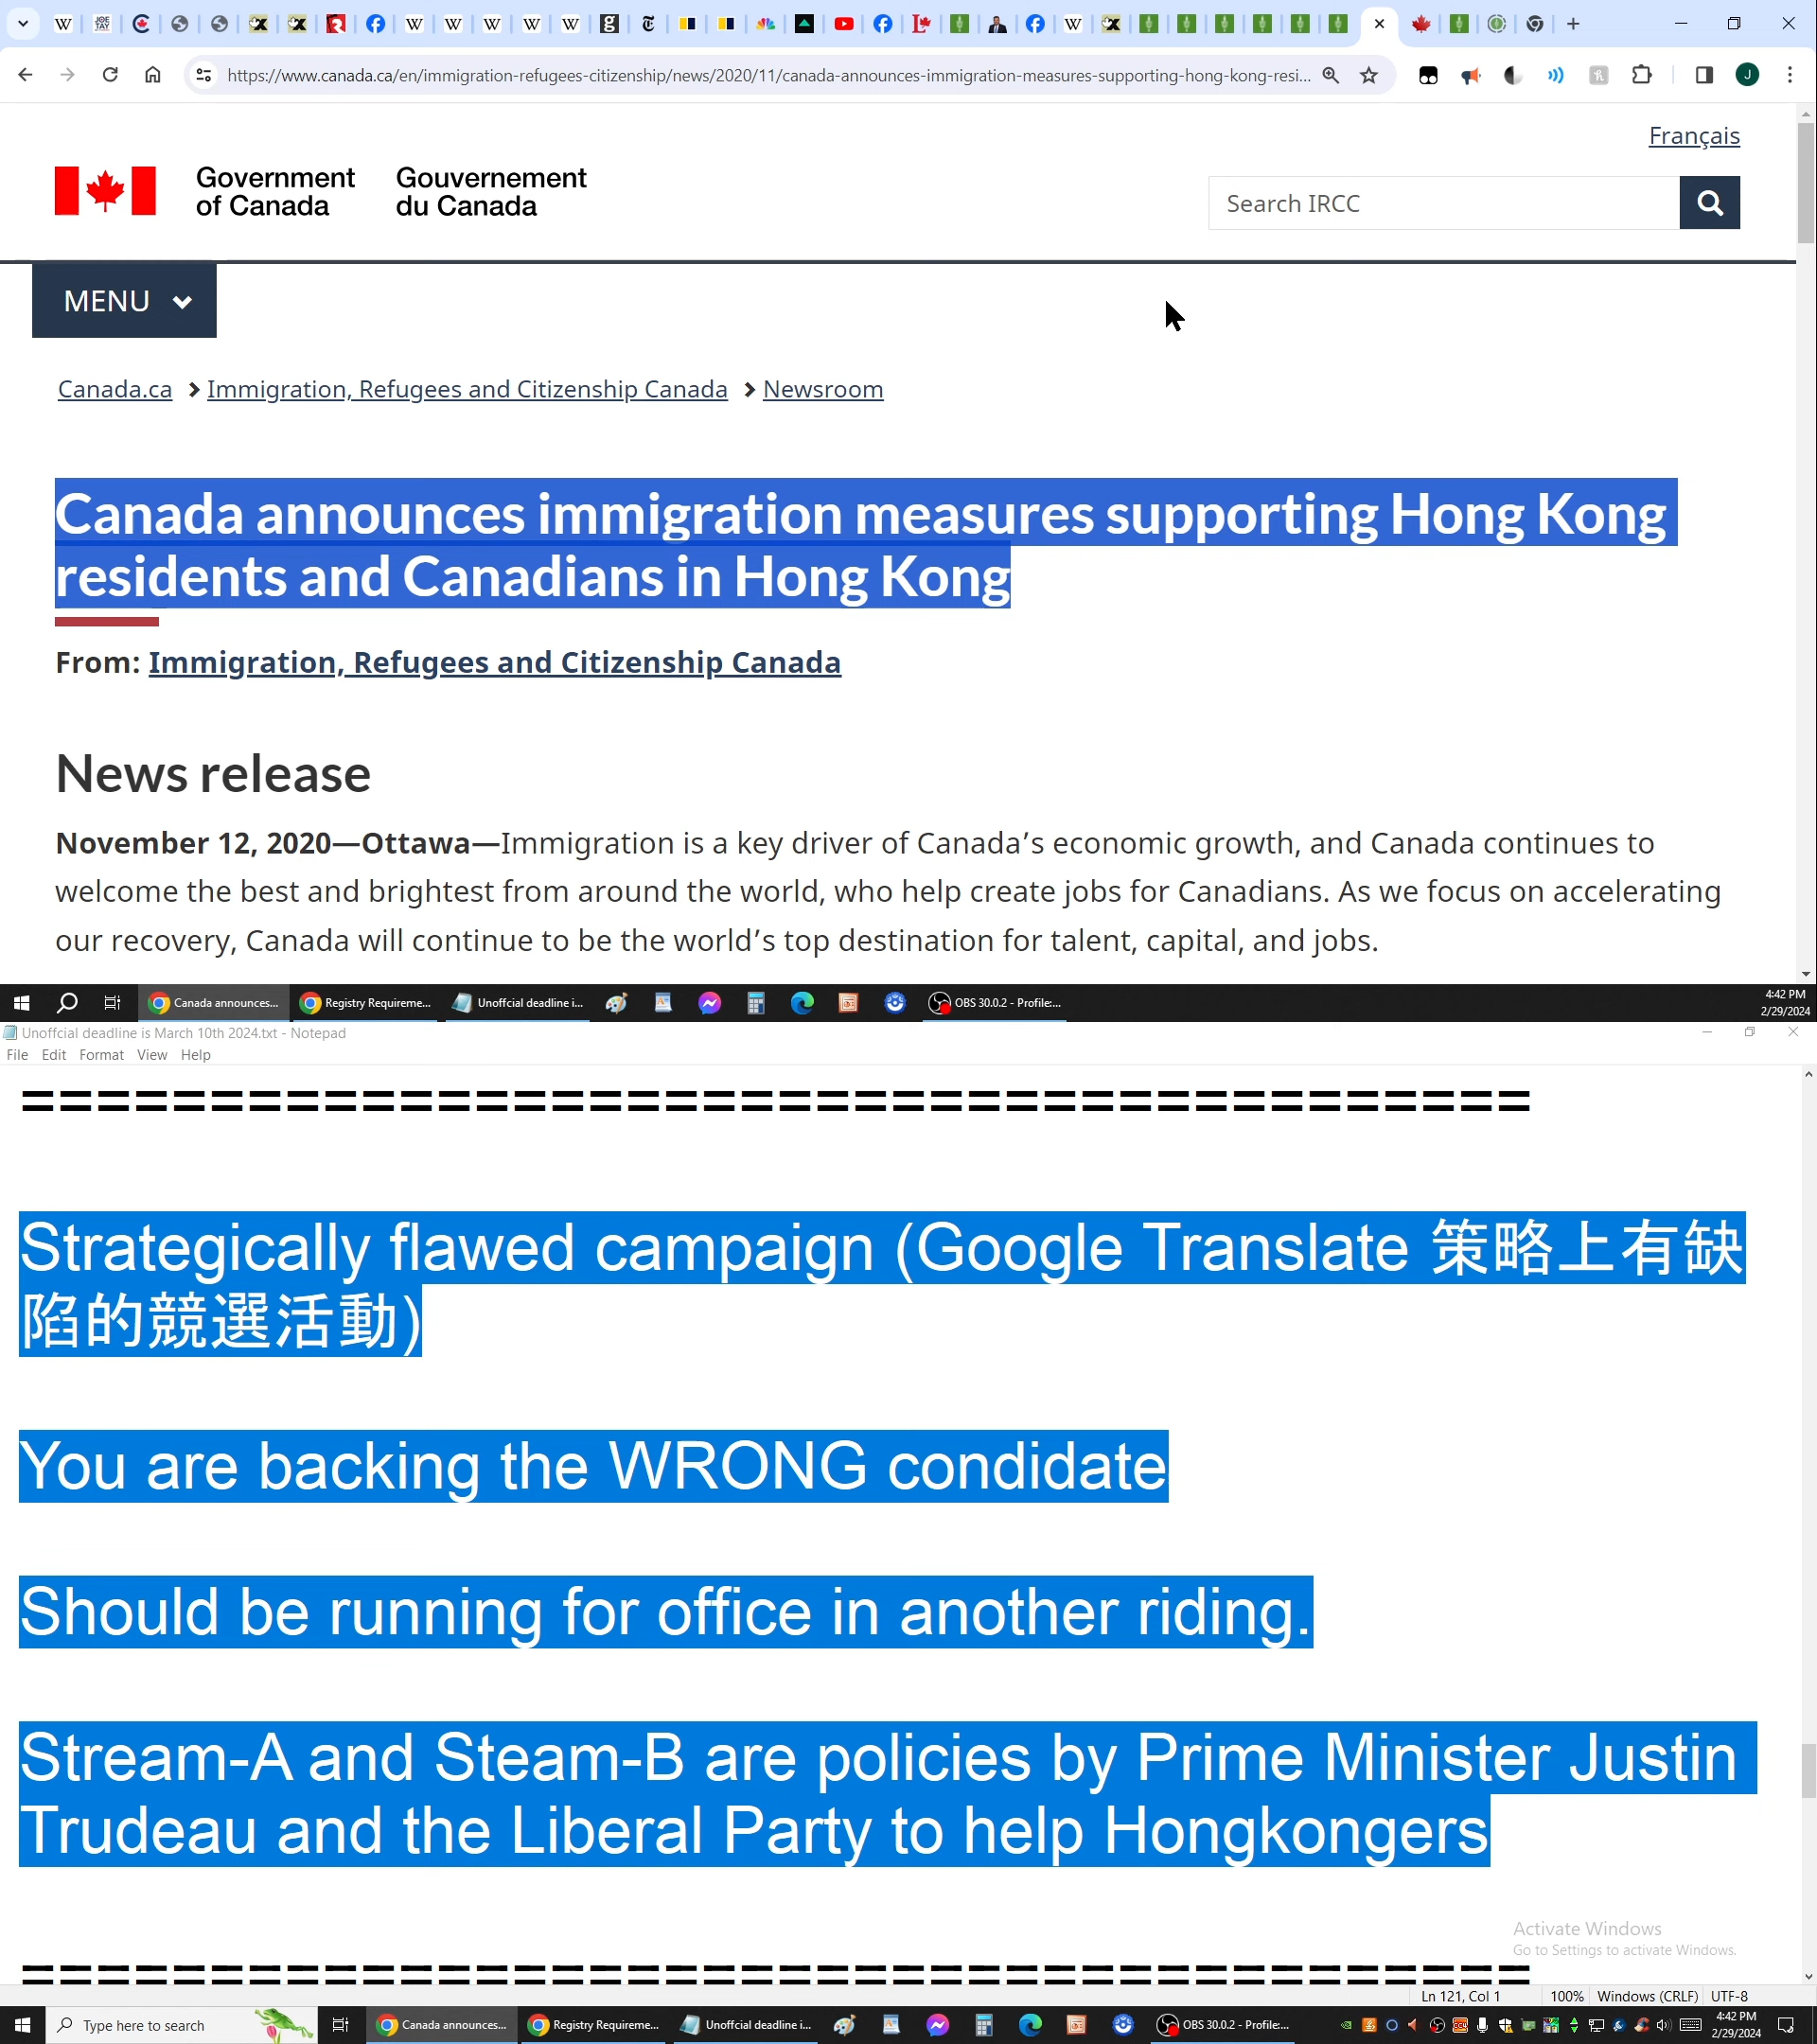 https://www.canada.ca/en/immigration-refugees-citizenship/news/2020/11/canada-announces-immigration-measures-supporting-hong-kong-resi...
J
Français
Government of Canada
Gouvernement du Canada
Search IRCC
MENU
Canada.ca > Immigration, Refugees and Citizenship Canada > Newsroom
Canada announces immigration measures supporting Hong Kong
residents and Canadians in Hong Kong
From: Immigration, Refugees and Citizenship Canada
News release
November 12, 2020—Ottawa—Immigration is a key driver of Canada's economic growth, and Canada continues to
welcome the best and brightest from around the world, who help create jobs for Canadians. As we focus on accelerating
our recovery, Canada will continue to be the world's top destination for talent, capital, and jobs.
Canada announces... Registry Requireme... Unoffcial deadline i... OBS 30.0.2 - Profile:...
4:42 PM
2/29/2024
Unoffcial deadline is March 10th 2024.txt - Notepad
File Edit Format View Help
========================================
Strategically flawed campaign (Google Translate 策略上有缺
陷的競選活動)
You are backing the WRONG condidate
Should be running for office in another riding.
Stream-A and Steam-B are policies by Prime Minister Justin
Trudeau and the Liberal Party to help Hongkongers
Activate Windows
Go to Settings to activate Windows.
========================================
Ln 121, Col 1 100% Windows (CRLF) UTF-8
Type here to search Canada announces... Registry Requireme... Unoffcial deadline i... OBS 30.0.2 - Profile:...
4:42 PM
2/29/2024